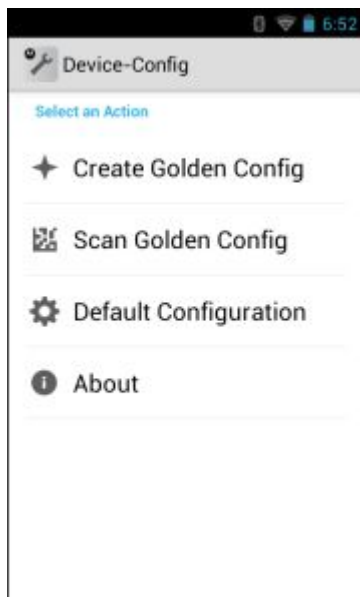 6:52
Device-Config
Select an Action
Create Golden Config
Scan Golden Config
Default Configuration
About